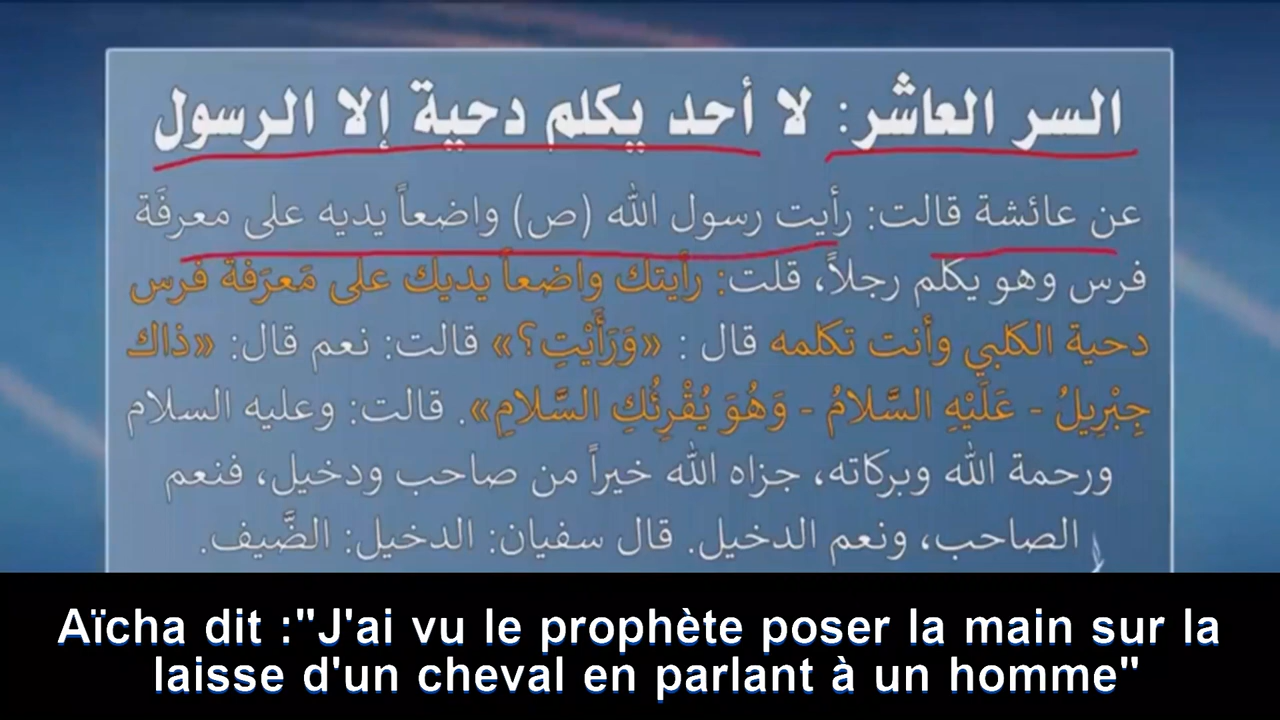 السر العاشر: لا أحد يكلم دحية إلا الرسول
عن عائشة قالت: رأيت رسول الله (ص) واضعاً يديه على معرفَة
فرس وهو يكلم رجلاً، قلت: رأيتك واضعاً يديك على مَعرَفة فرس
دحية الكلبي وأنت تكلمه قال : «وَرَأَيْتِ؟» قالت: نعم قال: «ذاك
جِبْرِيلُ - عَلَيْهِ السَّلامُ - وَهُوَ يُقْرِئُكِ السَّلامِ». قالت: وعليه السلام
ورحمة الله وبركاته، جزاه الله خيراً من صاحب ودخيل، فنعم
الصاحب، ونعم الدخيل. قال سفيان: الدخيل: الضَّيف.
Aïcha dit :"J'ai vu le prophète poser la main sur la
laisse d'un cheval en parlant à un homme"